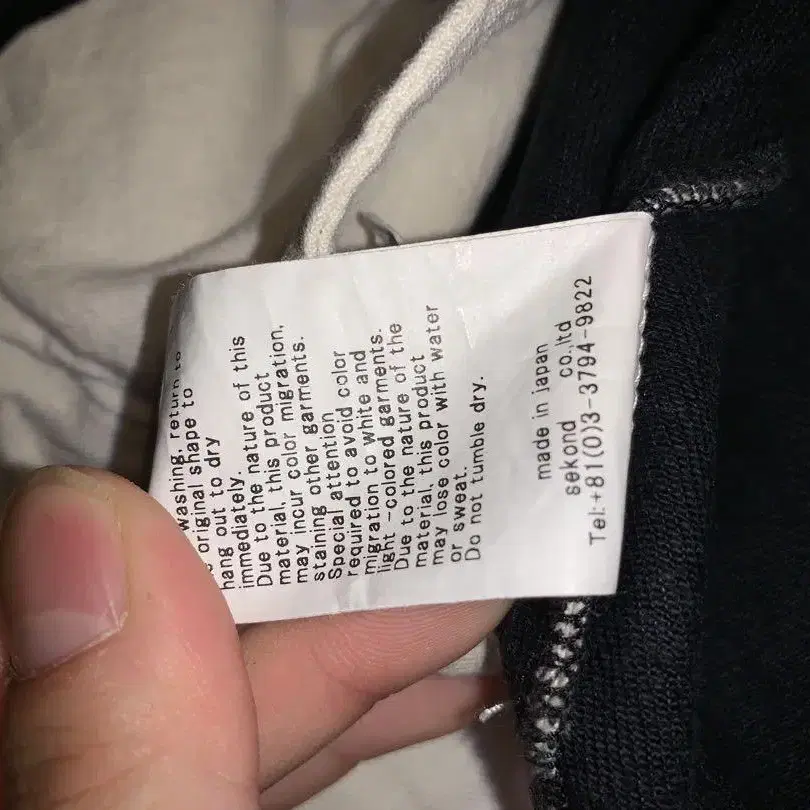 washing, return to
original shape to
hang out to dry
immediately.
Due to the nature of this
material, this product
may incur color migration,
staining other garments.
Special attention
required to avoid color
migration to white and
light -colored garments.
Due to the nature of the
material, this product
may lose color with water
or sweat.
Do not tumble dry.
made in japan
sekond co.,ltd
Tel:+81(0)3-3794-9822